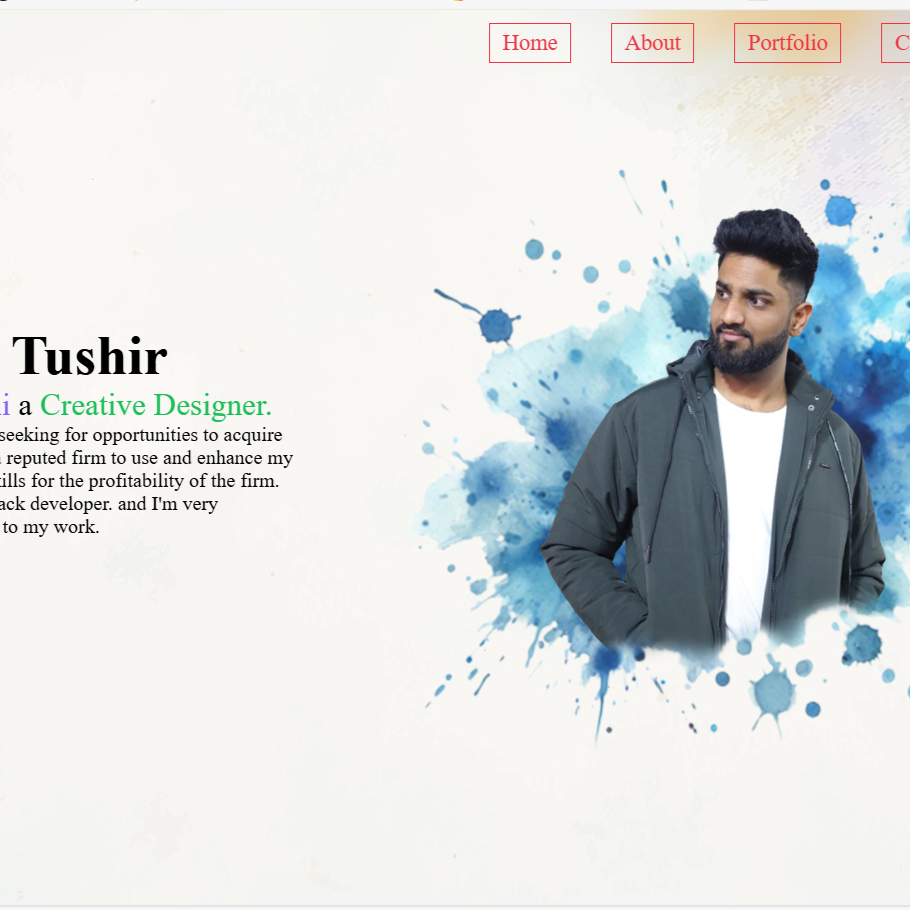 Home About Portfolio C
Tushir
i a Creative Designer.
seeking for opportunities to acquire
reputed firm to use and enhance my
ills for the profitability of the firm.
ack developer. and I'm very
to my work.